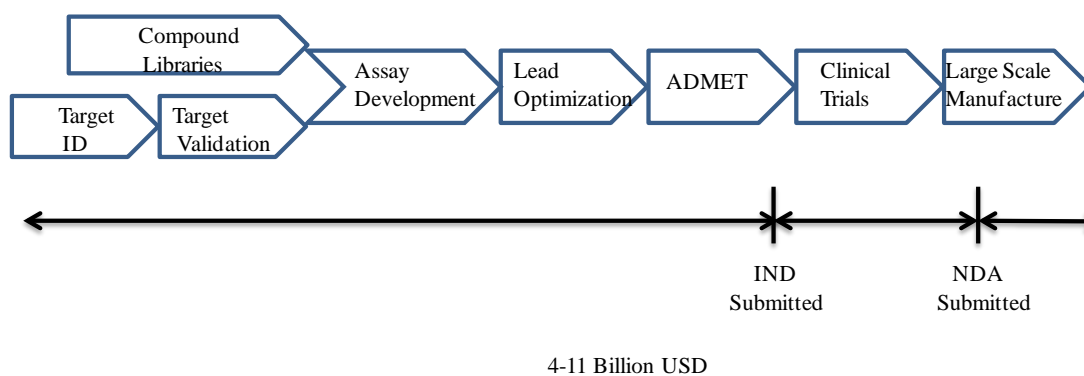 Compound
Libraries
Target
ID
Target
Validation
Assay
Development
Lead
Optimization
ADMET
Clinical
Trials
Large Scale
Manufacture
IND
Submitted
NDA
Submitted
4-11 Billion USD